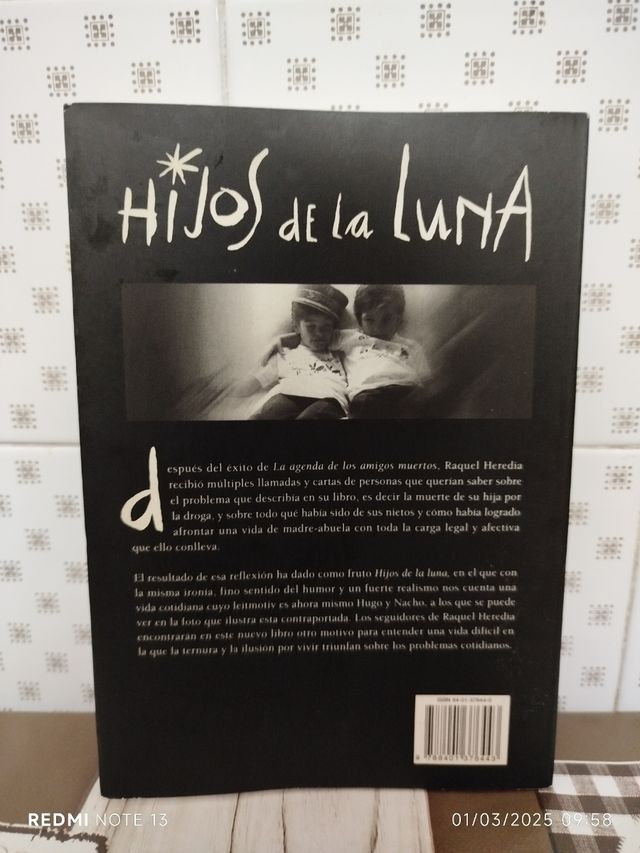 HiJOS dE La LUNA
después del éxito de La agenda de los amigos muertos, Raquel Heredia
recibió múltiples llamadas y cartas de personas que querían saber sobre
el problema que describía en su libro, es decir la muerte de su hija por
la droga, y sobre todo qué había sido de sus nietos y cómo había logrado
afrontar una vida de madre-abuela con toda la carga legal y afectiva
que ello conlleva.
El resultado de esa reflexión ha dado como fruto Hijos de la luna, en el que con
la misma ironía, fino sentido del humor y un fuerte realismo nos cuenta una
vida cotidiana cuyo leitmotiv es ahora mismo Hugo y Nacho, a los que se puede
ver en la foto que ilustra esta contraportada. Los seguidores de Raquel Heredia
encontrarán en este nuevo libro otro motivo para entender una vida difícil en
la que la ternura y la ilusión por vivir triunfan sobre los problemas cotidianos.
ISBN 84-01-37844-0
9 788401 378443
REDMI NOTE 13
01/03/2025 09:58